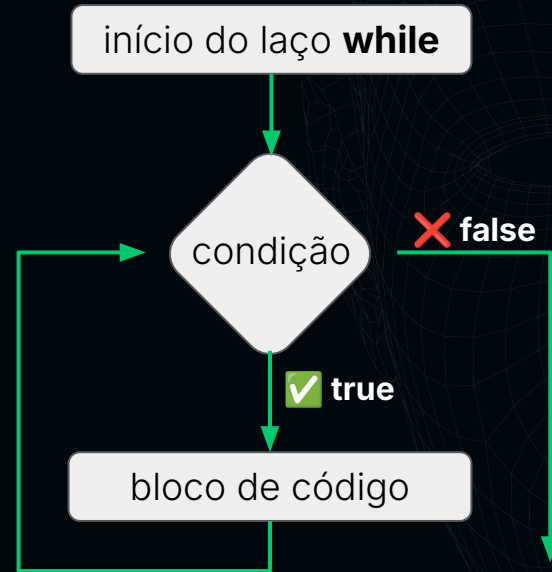 início do laço while
condição
❌ false
✅ true
bloco de código